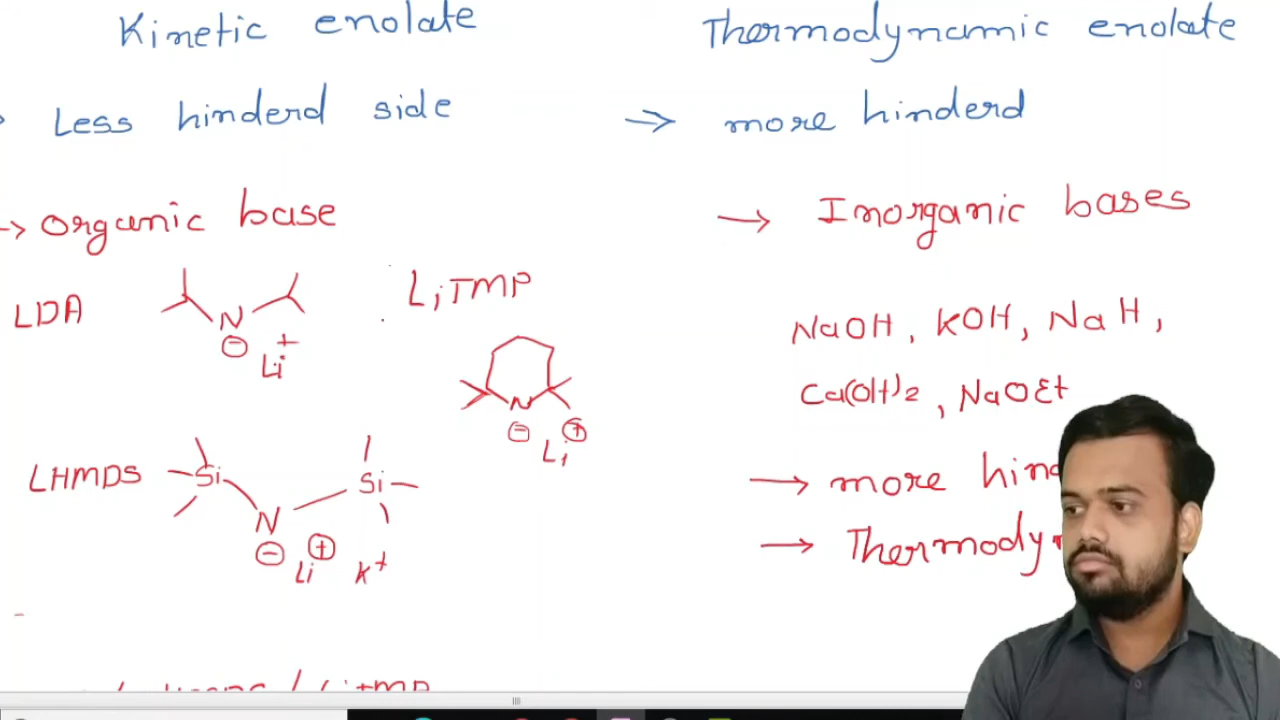 Kinetic enolate
Less hinderd side
→ Organic base
LDA
N
⊖ Li⁺
LiTMP
N
⊖ Li⊕
LHMDS
Si Si
N
⊖ Li⊕ K⁺
Thermodynamic enolate
⇒ more hinderd
→ Inorganic bases
NaOH, KOH, NaH,
Ca(OH)2, NaOEt
→ more hind
→ Thermody